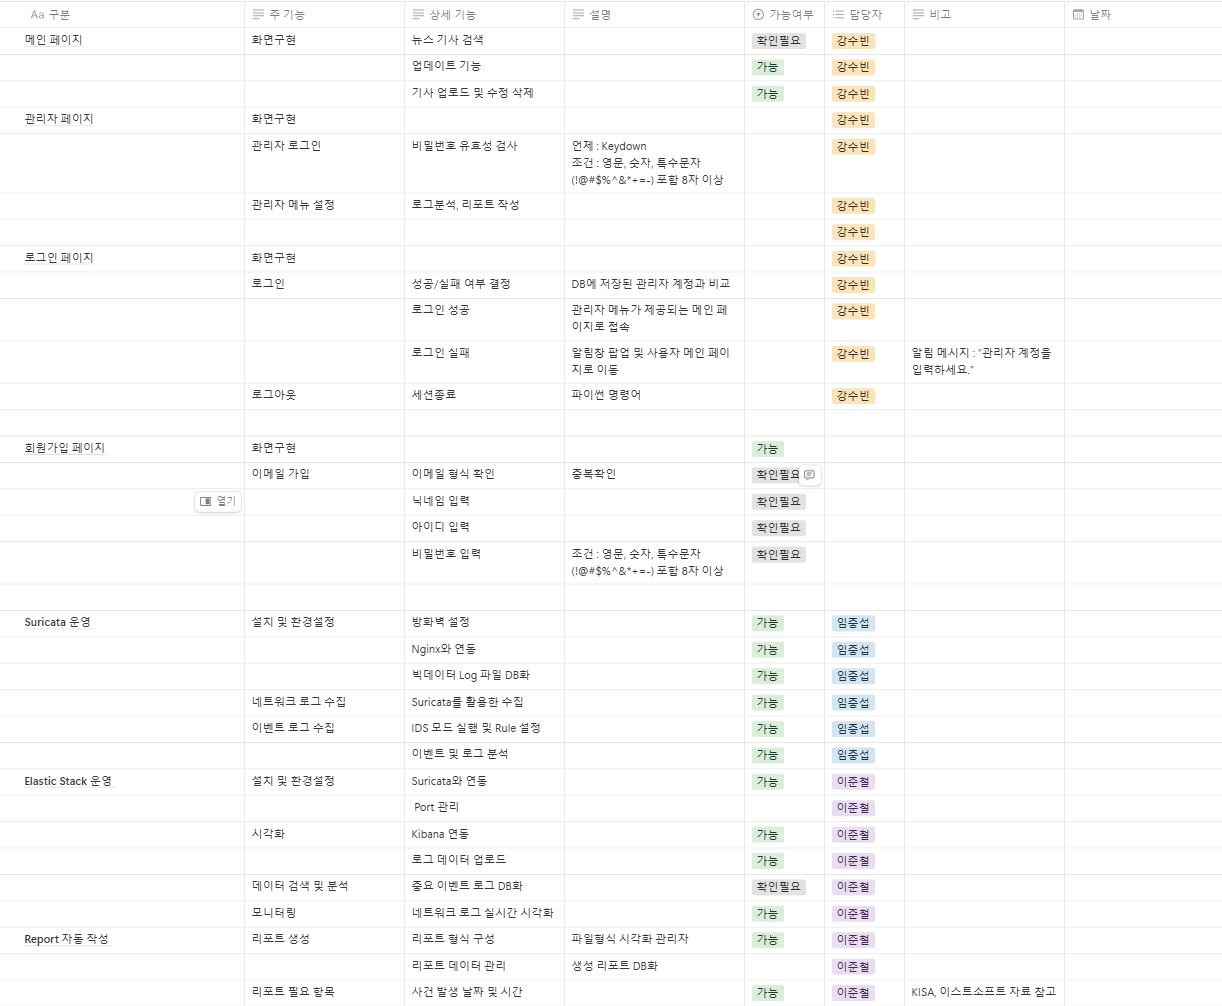 Aa 구분 주 기능 상세 기능 설명 가능여부 담당자 비고 날짜
메인 페이지 화면구현 뉴스 기사 검색 확인필요 강수빈
업데이트 기능 가능 강수빈
기사 업로드 및 수정 삭제 가능 강수빈
관리자 페이지 화면구현 강수빈
관리자 로그인 비밀번호 유효성 검사 언제 : Keydown 강수빈
조건 : 영문, 숫자, 특수문자
(!@#$%^&*+=-) 포함 8자 이상
관리자 메뉴 설정 로그분석, 리포트 작성 강수빈
강수빈
로그인 페이지 화면구현 강수빈
로그인 성공/실패 여부 결정 DB에 저장된 관리자 계정과 비교 강수빈
로그인 성공 관리자 메뉴가 제공되는 메인 페 강수빈
이지로 접속
로그인 실패 알림창 팝업 및 사용자 메인 페이 강수빈 알림 메시지 : “관리자 계정을
지로 이동 입력하세요.”
로그아웃 세션종료 파이썬 명령어 강수빈
회원가입 페이지 화면구현 가능
이메일 가입 이메일 형식 확인 중복확인 확인필요
열기 닉네임 입력 확인필요
아이디 입력 확인필요
비밀번호 입력 조건 : 영문, 숫자, 특수문자 확인필요
(!@#$%^&*+=-) 포함 8자 이상
Suricata 운영 설치 및 환경설정 방화벽 설정 가능 임중섭
Nginx와 연동 가능 임중섭
빅데이터 Log 파일 DB화 가능 임중섭
네트워크 로그 수집 Suricata를 활용한 수집 가능 임중섭
이벤트 로그 수집 IDS 모드 실행 및 Rule 설정 가능 임중섭
이벤트 및 로그 분석 가능 임중섭
Elastic Stack 운영 설치 및 환경설정 Suricata와 연동 가능 이준철
Port 관리 이준철
시각화 Kibana 연동 가능 이준철
로그 데이터 업로드 가능 이준철
데이터 검색 및 분석 중요 이벤트 로그 DB화 확인필요 이준철
모니터링 네트워크 로그 실시간 시각화 가능 이준철
Report 자동 작성 리포트 생성 리포트 형식 구성 파일형식 시각화 관리자 가능 이준철
리포트 데이터 관리 생성 리포트 DB화 이준철
리포트 필요 항목 사건 발생 날짜 및 시간 가능 이준철 KISA, 이스트소프트 자료 참고